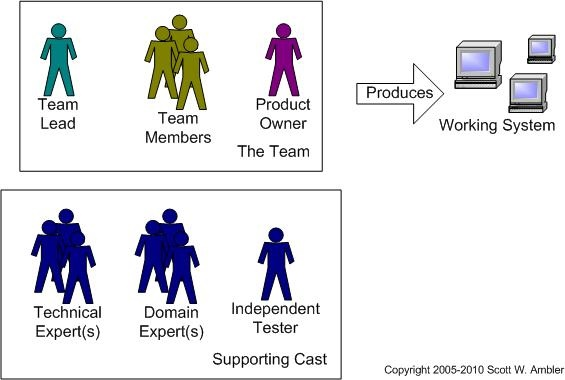 Team
Lead
Team
Members
Product
Owner
The Team
Produces
Working System
Technical
Expert(s)
Domain
Expert(s)
Independent
Tester
Supporting Cast
Copyright 2005-2010 Scott W. Ambler